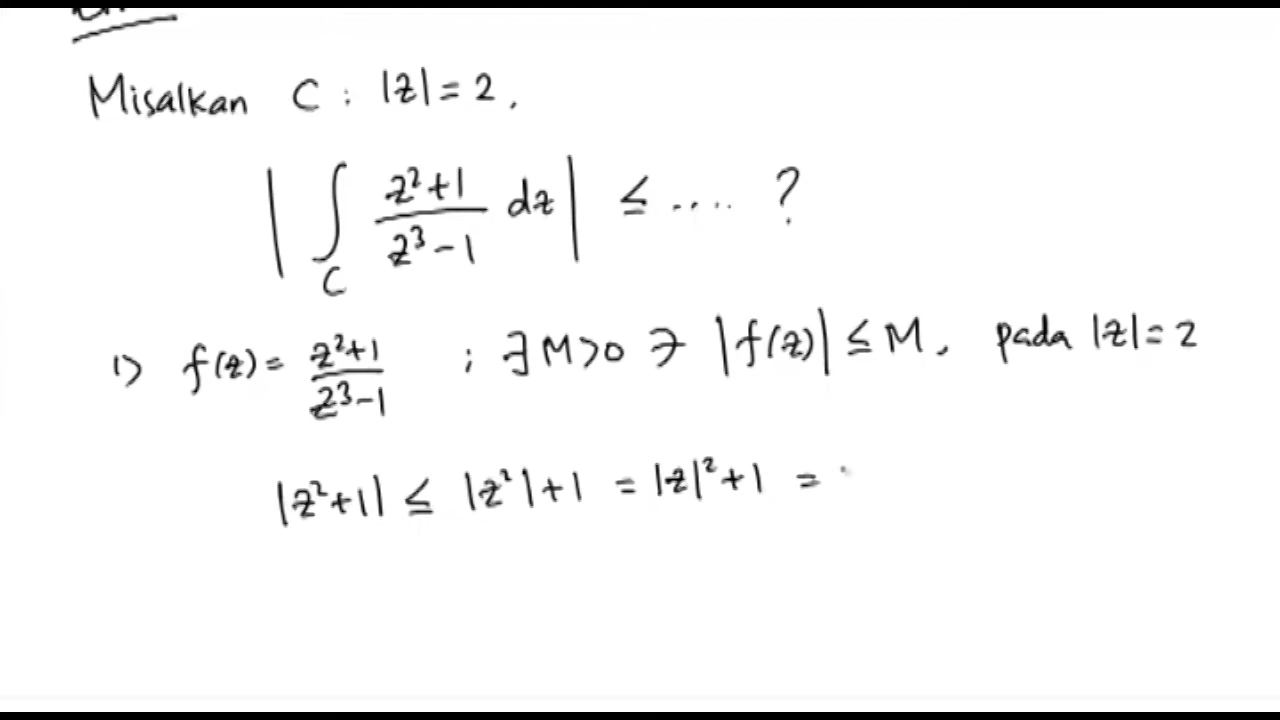 Misalkan C : |z| = 2 .
| ∫_C (z²+1)/(z³-1) dz | ≤ .... ?
1) f(z) = (z²+1)/(z³-1) ; ∃ M>0 ∋ |f(z)| ≤ M , pada |z| = 2
|z²+1| ≤ |z²|+1 = |z|²+1 =